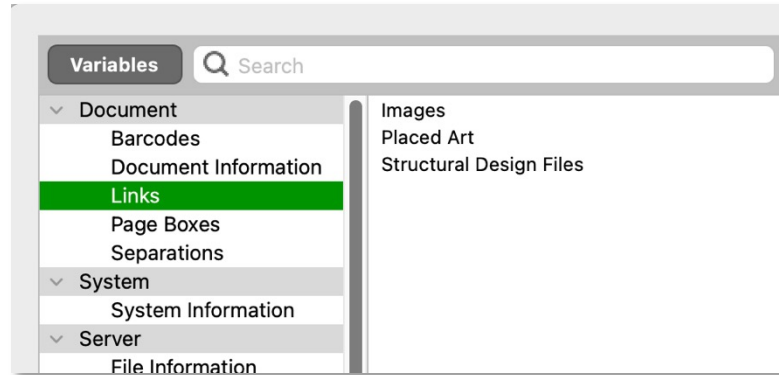 Variables
Search
Document
Barcodes
Document Information
Links
Page Boxes
Separations
System
System Information
Server
File Information
Images
Placed Art
Structural Design Files